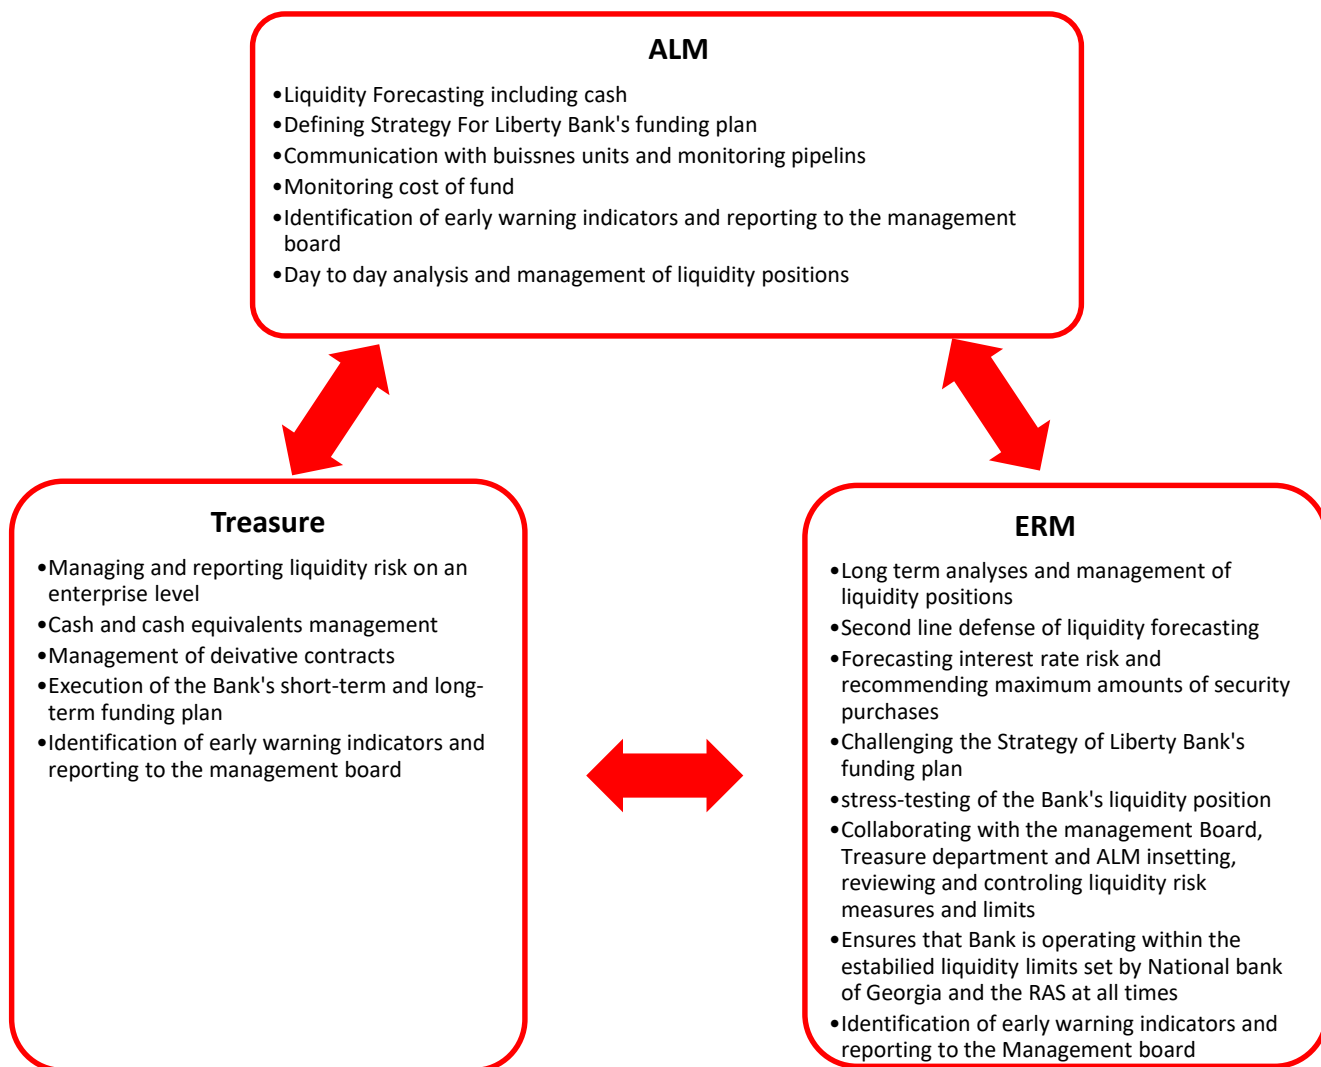 ALM
•Liquidity Forecasting including cash
•Defining Strategy For Liberty Bank's funding plan
•Communication with buissnes units and monitoring pipelins
•Monitoring cost of fund
•Identification of early warning indicators and reporting to the management
board
•Day to day analysis and management of liquidity positions
Treasure
•Managing and reporting liquidity risk on an
enterprise level
•Cash and cash equivalents management
•Management of deivative contracts
•Execution of the Bank's short-term and long-
term funding plan
•Identification of early warning indicators and
reporting to the management board
ERM
•Long term analyses and management of
liquidity positions
•Second line defense of liquidity forecasting
•Forecasting interest rate risk and
recommending maximum amounts of security
purchases
•Challenging the Strategy of Liberty Bank's
funding plan
•stress-testing of the Bank's liquidity position
•Collaborating with the management Board,
Treasure department and ALM insetting,
reviewing and controling liquidity risk
measures and limits
•Ensures that Bank is operating within the
estabilied liquidity limits set by National bank
of Georgia and the RAS at all times
•Identification of early warning indicators and
reporting to the Management board